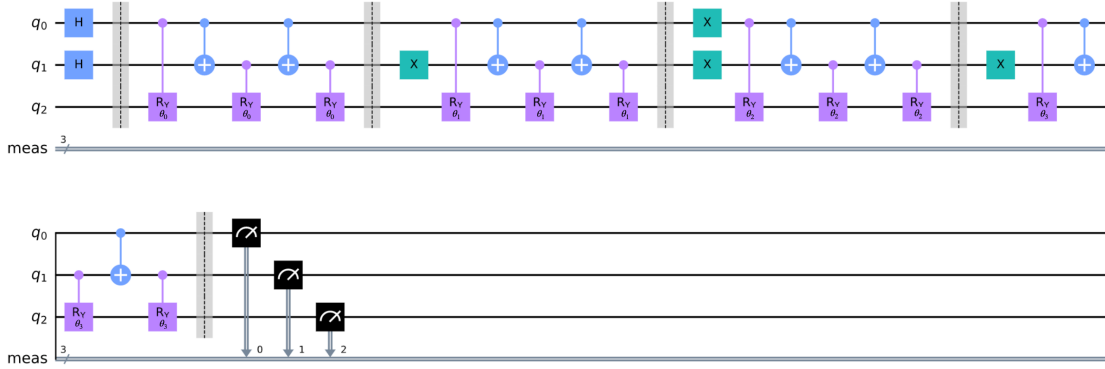 q0 H X
q1 H X X X
q2 RY θ0 RY θ0 RY θ0 RY θ1 RY θ1 RY θ1 RY θ2 RY θ2 RY θ2 RY θ3
meas 3
q0
q1
q2 RY θ3 RY θ3
meas 3 0 1 2